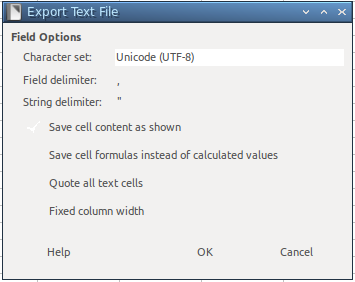 Export Text File
Field Options
Character set: Unicode (UTF-8)
Field delimiter: ,
String delimiter: "
Save cell content as shown
Save cell formulas instead of calculated values
Quote all text cells
Fixed column width
Help OK Cancel